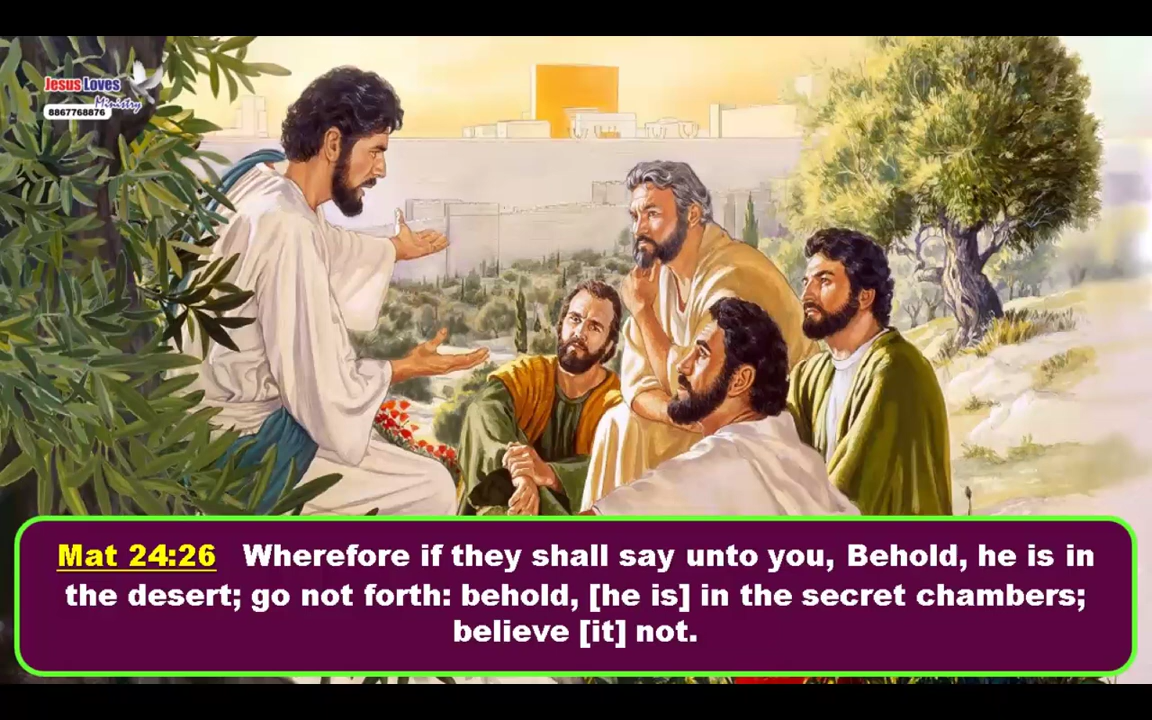 Jesus Loves
Ministry
8867768876
Mat 24:26 Wherefore if they shall say unto you, Behold, he is in
the desert; go not forth: behold, [he is] in the secret chambers;
believe [it] not.